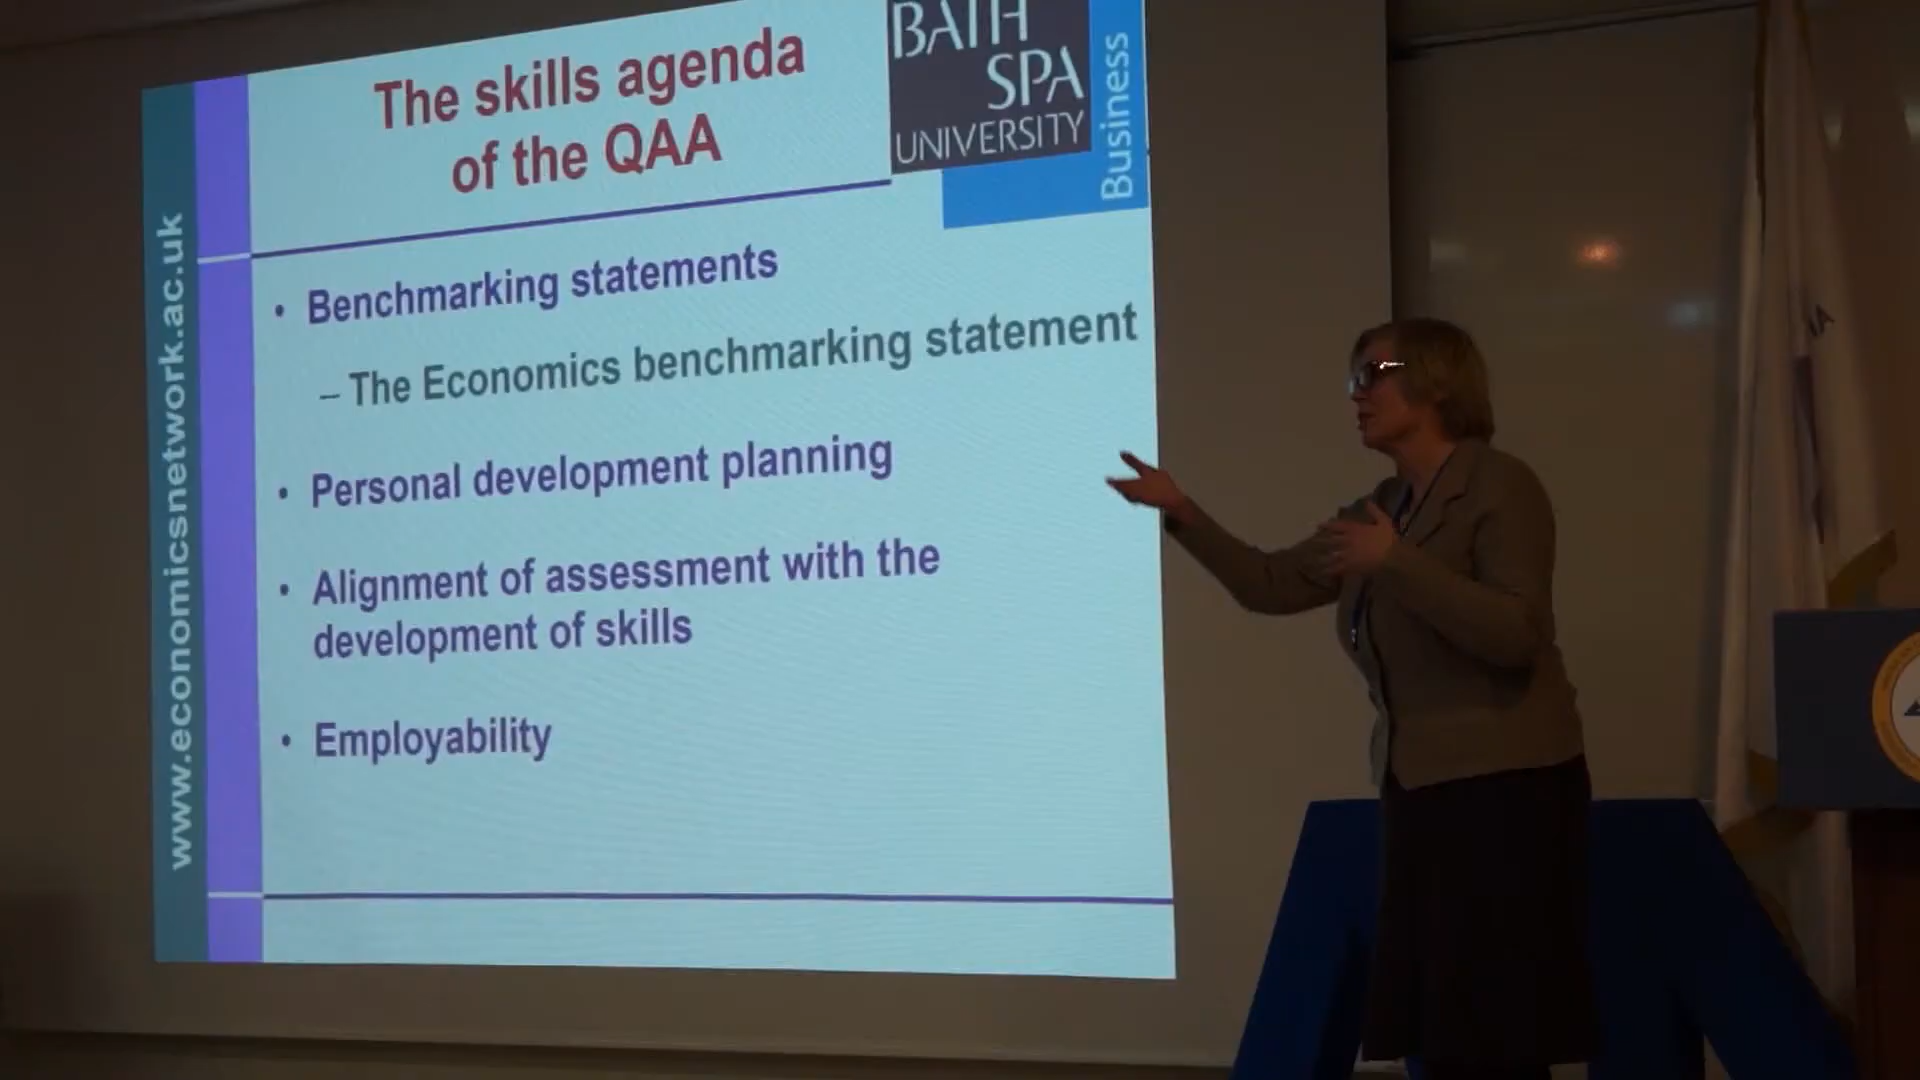 The skills agenda
of the QAA
BATH
SPA
UNIVERSITY
Business
www.economicsnetwork.ac.uk
• Benchmarking statements
– The Economics benchmarking statement
• Personal development planning
• Alignment of assessment with the
development of skills
• Employability